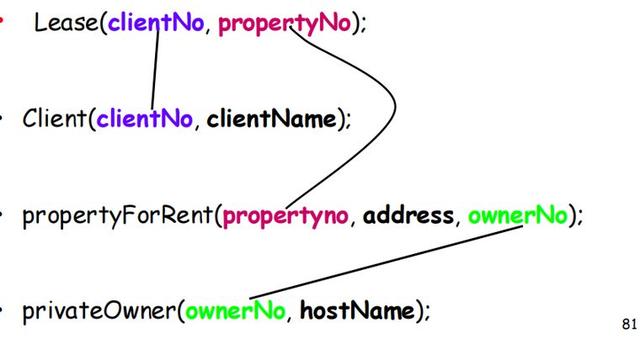 Lease(clientNo, propertyNo);
Client(clientNo, clientName);
propertyForRent(propertyno, address, ownerNo);
privateOwner(ownerNo, hostName);
81